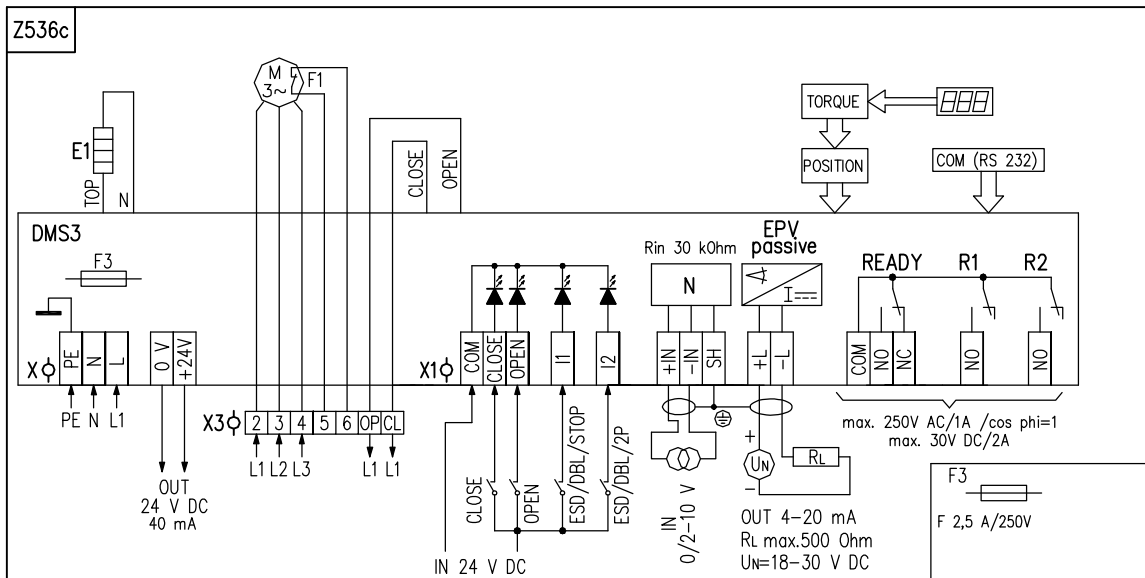 Z536c
M
3~
F1
E1
TOP
N
CLOSE
OPEN
TORQUE
POSITION
COM (RS 232)
DMS3
F3
Rin 30 kOhm
N
EPV
passive
I
READY
R1
R2
X
PE
N
L
0 V
+24V
X1
COM
CLOSE
OPEN
I1
I2
+IN
-IN
SH
+L
-L
COM
NO
NC
NO
NO
PE N L1
X3
2 3 4 5 6 OP CL
L1 L2 L3
L1 L1
OUT
24 V DC
40 mA
CLOSE
OPEN
ESD/DBL/STOP
ESD/DBL/2P
IN 24 V DC
IN
0/2-10 V
+
UN
-
RL
OUT 4-20 mA
RL max.500 Ohm
UN=18-30 V DC
max. 250V AC/1A /cos phi=1
max. 30V DC/2A
F3
F 2,5 A/250V